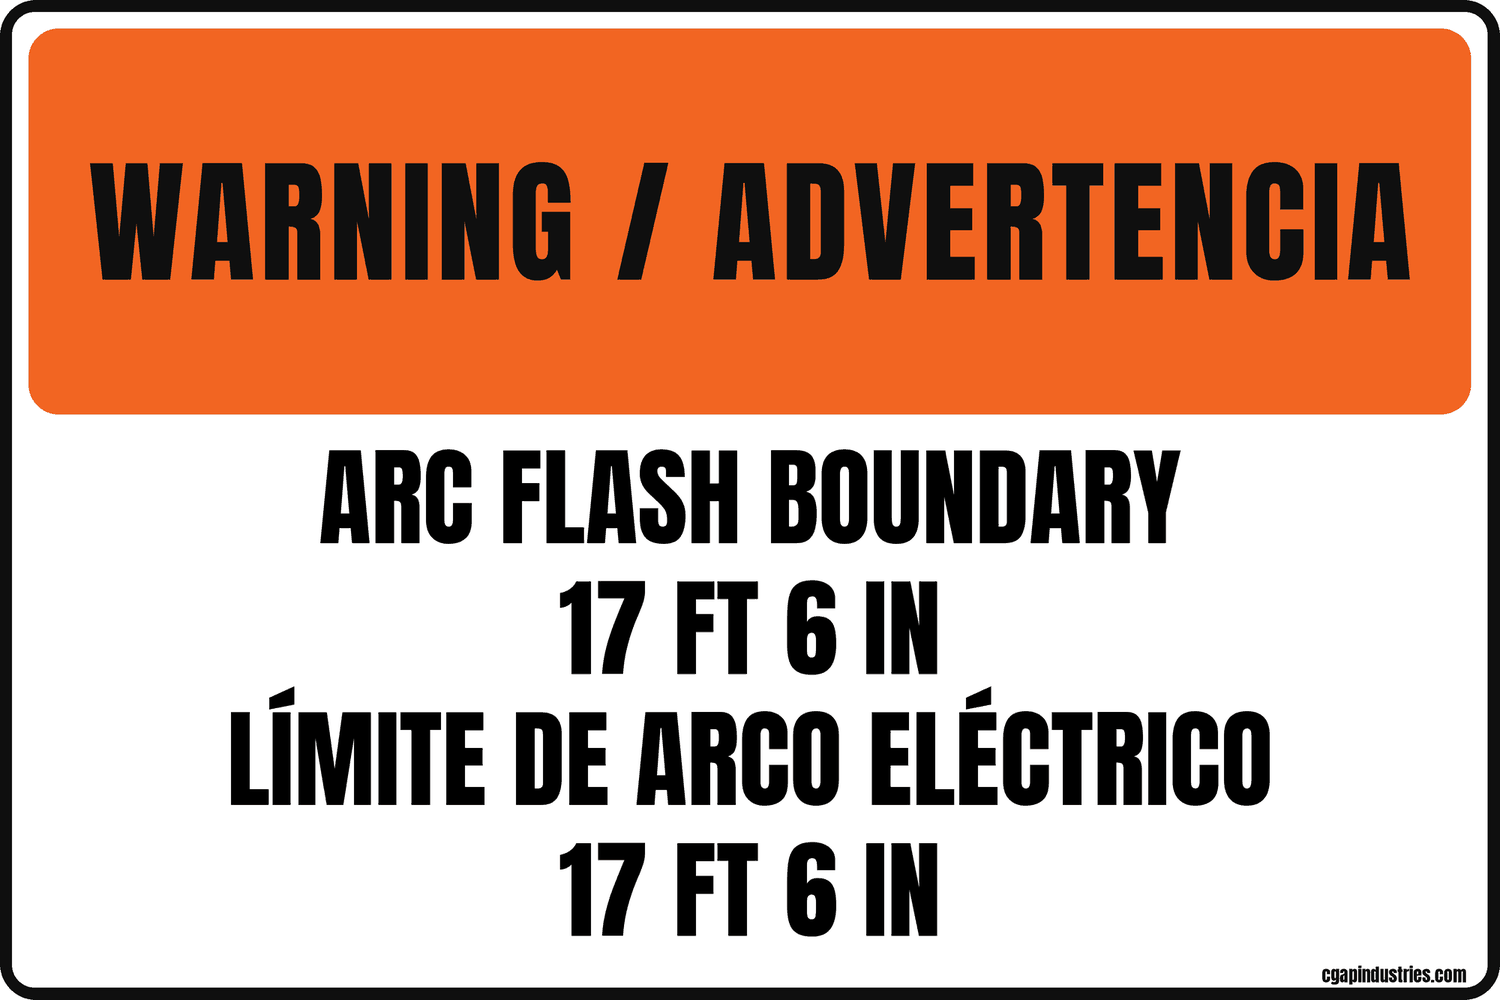 WARNING / ADVERTENCIA
ARC FLASH BOUNDARY
17 FT 6 IN
LÍMITE DE ARCO ELÉCTRICO
17 FT 6 IN
cgapindustries.com